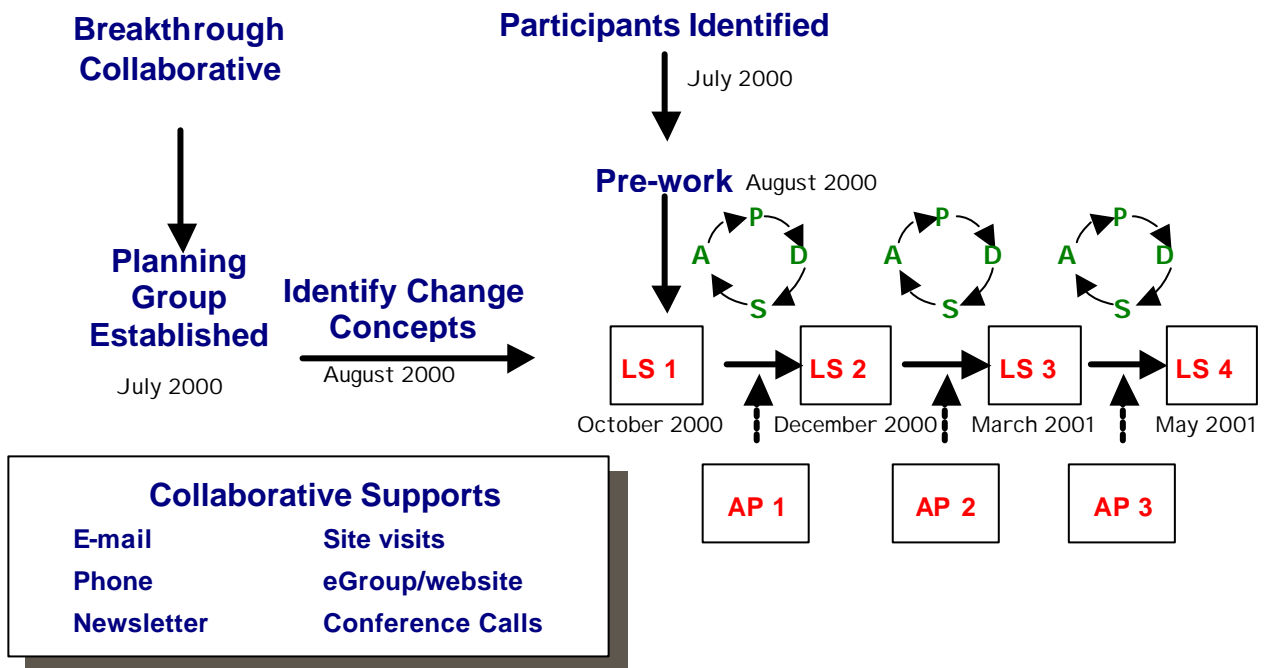 Breakthrough
Collaborative
Participants Identified
July 2000
Pre-work August 2000
Planning
Group
Established
July 2000
Identify Change
Concepts
August 2000
P
A D
S
P
A D
S
P
A D
S
LS 1
LS 2
LS 3
LS 4
October 2000
December 2000
March 2001
May 2001
AP 1
AP 2
AP 3
Collaborative Supports
E-mail Site visits
Phone eGroup/website
Newsletter Conference Calls